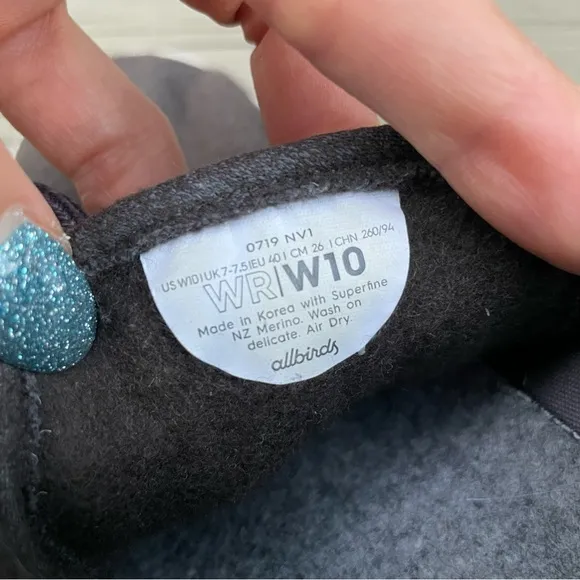 0719 NV1
US W10 | UK 7-7.5 | EU 40 | CM 26 | CHN 260/94
WR|W10
Made in Korea with Superfine
NZ Merino. Wash on
delicate. Air Dry.
allbirds